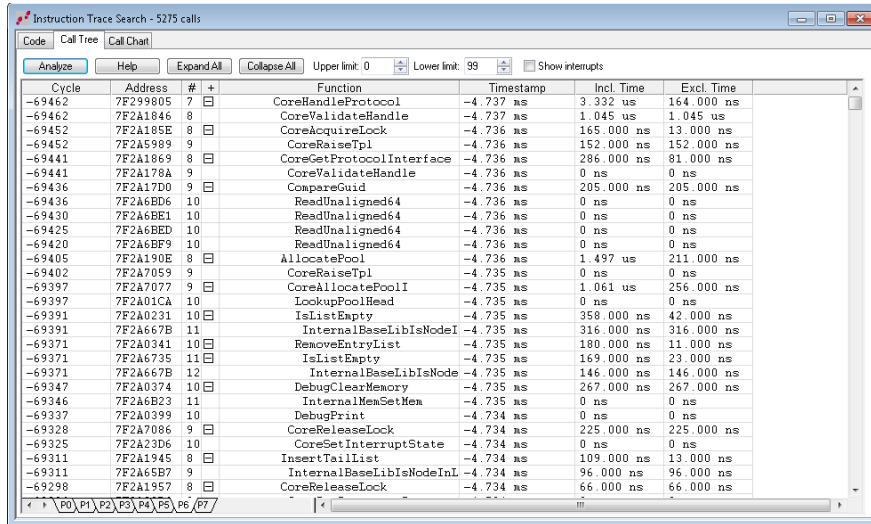 Instruction Trace Search - 5275 calls
Code Call Tree Call Chart
Analyze Help Expand All Collapse All Upper limit: 0 Lower limit: 99 Show interrupts
Cycle Address # + Function Timestamp Incl. Time Excl. Time
-69462 7F299805 7 CoreHandleProtocol -4.737 ms 3.332 us 164.000 ns
-69462 7F2A1846 8 CoreValidateHandle -4.737 ms 1.045 us 1.045 us
-69452 7F2A185E 8 CoreAcquireLock -4.736 ms 165.000 ns 13.000 ns
-69452 7F2A5989 9 CoreRaiseTpl -4.736 ms 152.000 ns 152.000 ns
-69441 7F2A1869 8 CoreGetProtocolInterface -4.736 ms 286.000 ns 81.000 ns
-69441 7F2A178A 9 CoreValidateHandle -4.736 ms 0 ns 0 ns
-69436 7F2A17D0 9 CompareGuid -4.736 ms 205.000 ns 205.000 ns
-69436 7F2A6BD6 10 ReadUnaligned64 -4.736 ms 0 ns 0 ns
-69430 7F2A6BE1 10 ReadUnaligned64 -4.736 ms 0 ns 0 ns
-69425 7F2A6BED 10 ReadUnaligned64 -4.736 ms 0 ns 0 ns
-69420 7F2A6BF9 10 ReadUnaligned64 -4.736 ms 0 ns 0 ns
-69405 7F2A190E 8 AllocatePool -4.736 ms 1.497 us 211.000 ns
-69402 7F2A7059 9 CoreRaiseTpl -4.735 ms 0 ns 0 ns
-69397 7F2A7077 9 CoreAllocatePoolI -4.735 ms 1.061 us 256.000 ns
-69397 7F2A01CA 10 LookupPoolHead -4.735 ms 0 ns 0 ns
-69391 7F2A0231 10 IsListEmpty -4.735 ms 358.000 ns 42.000 ns
-69391 7F2A667B 11 InternalBaseLibIsNodeI -4.735 ms 316.000 ns 316.000 ns
-69371 7F2A0341 10 RemoveEntryList -4.735 ms 180.000 ns 11.000 ns
-69371 7F2A6735 11 IsListEmpty -4.735 ms 169.000 ns 23.000 ns
-69371 7F2A667B 12 InternalBaseLibIsNode -4.735 ms 146.000 ns 146.000 ns
-69347 7F2A0374 10 DebugClearMemory -4.735 ms 267.000 ns 267.000 ns
-69346 7F2A6B23 11 InternalMemSetMem -4.735 ms 0 ns 0 ns
-69337 7F2A0399 10 DebugPrint -4.734 ms 0 ns 0 ns
-69328 7F2A7086 9 CoreReleaseLock -4.734 ms 225.000 ns 225.000 ns
-69325 7F2A23D6 10 CoreSetInterruptState -4.734 ms 0 ns 0 ns
-69311 7F2A1945 8 InsertTailList -4.734 ms 109.000 ns 13.000 ns
-69311 7F2A65B7 9 InternalBaseLibIsNodeInL -4.734 ms 96.000 ns 96.000 ns
-69298 7F2A1957 8 CoreReleaseLock -4.734 ms 66.000 ns 66.000 ns
P0 P1 P2 P3 P4 P5 P6 P7